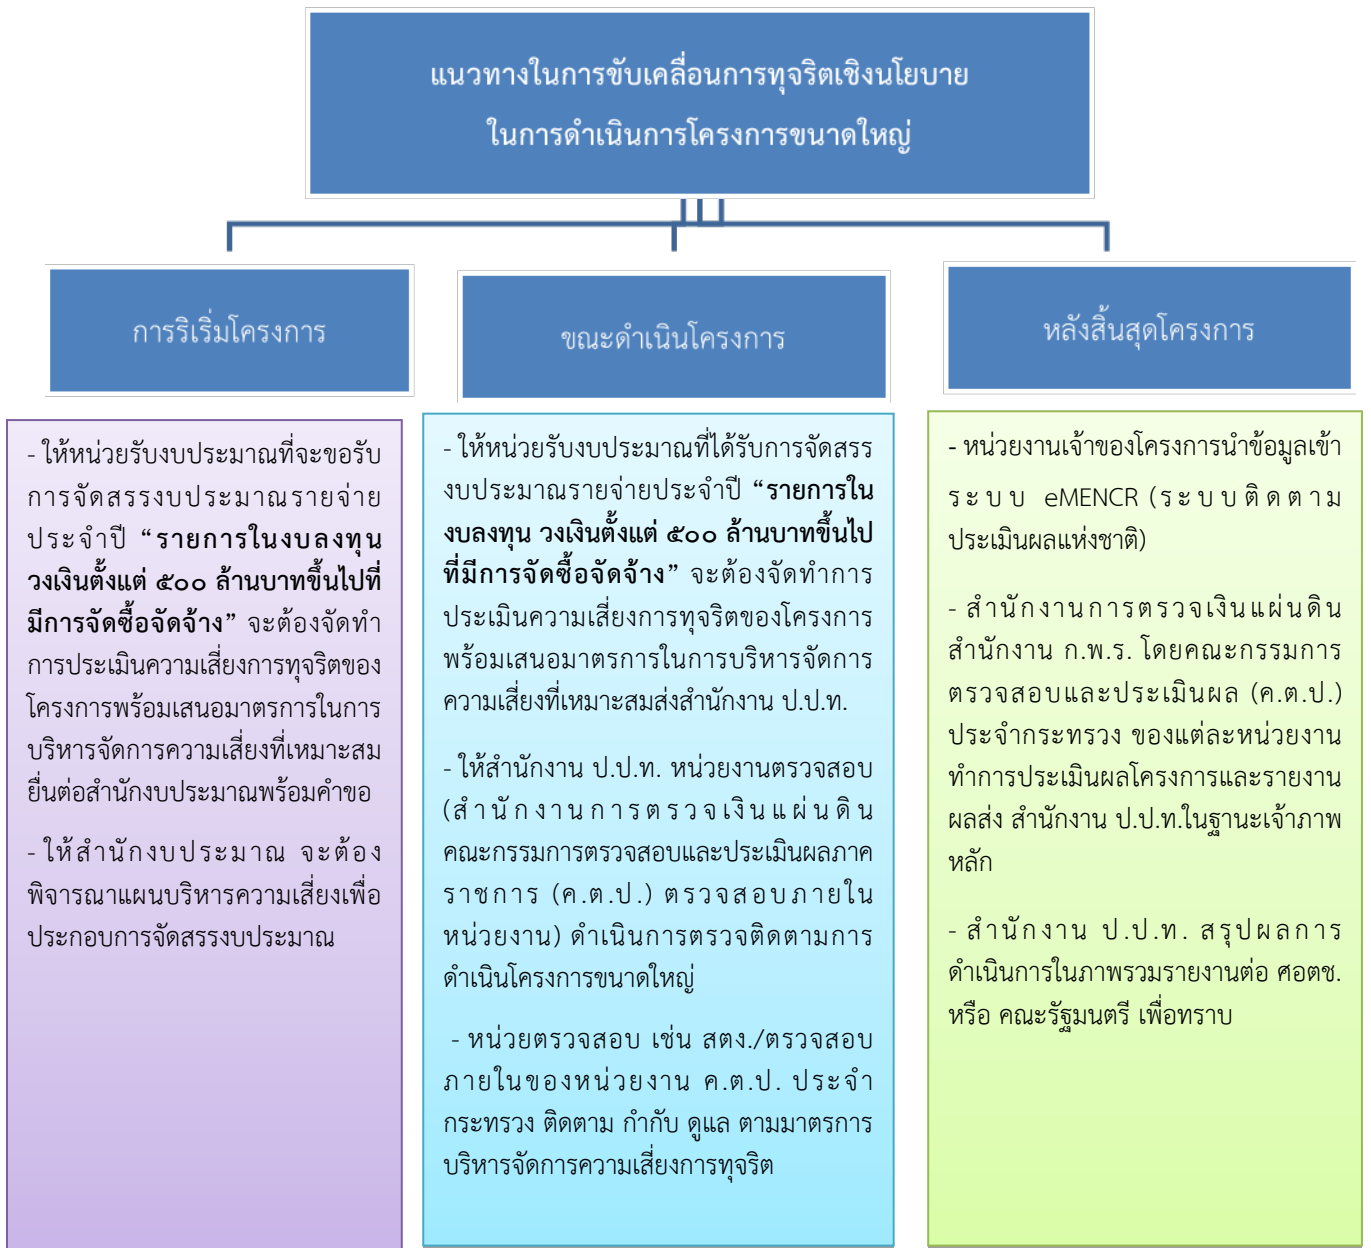 แนวทางในการขับเคลื่อนการทุจริตเชิงนโยบาย
ในการดำเนินการโครงการขนาดใหญ่
การริเริ่มโครงการ
ขณะดำเนินโครงการ
หลังสิ้นสุดโครงการ
- ให้หน่วยรับงบประมาณที่จะขอรับ
การจัดสรรงบประมาณรายจ่าย
ประจำปี “รายการในงบลงทุน
วงเงินตั้งแต่ ๕๐๐ ล้านบาทขึ้นไปที่
มีการจัดซื้อจัดจ้าง” จะต้องจัดทำ
การประเมินความเสี่ยงการทุจริตของ
โครงการพร้อมเสนอมาตรการในการ
บริหารจัดการความเสี่ยงที่เหมาะสม
ยื่นต่อสำนักงบประมาณพร้อมคำขอ
- ให้สำนักงบประมาณ จะต้อง
พิจารณาแผนบริหารความเสี่ยงเพื่อ
ประกอบการจัดสรรงบประมาณ
- ให้หน่วยรับงบประมาณที่ได้รับการจัดสรร
งบประมาณรายจ่ายประจำปี “รายการใน
งบลงทุน วงเงินตั้งแต่ ๕๐๐ ล้านบาทขึ้นไป
ที่มีการจัดซื้อจัดจ้าง” จะต้องจัดทำการ
ประเมินความเสี่ยงการทุจริตของโครงการ
พร้อมเสนอมาตรการในการบริหารจัดการ
ความเสี่ยงที่เหมาะสมส่งสำนักงาน ป.ป.ท.
- ให้สำนักงาน ป.ป.ท. หน่วยงานตรวจสอบ
(สำนักงานการตรวจเงินแผ่นดิน
คณะกรรมการตรวจสอบและประเมินผลภาค
ราชการ (ค.ต.ป.) ตรวจสอบภายใน
หน่วยงาน) ดำเนินการตรวจติดตามการ
ดำเนินโครงการขนาดใหญ่
- หน่วยตรวจสอบ เช่น สตง./ตรวจสอบ
ภายในของหน่วยงาน ค.ต.ป. ประจำ
กระทรวง ติดตาม กำกับ ดูแล ตามมาตรการ
บริหารจัดการความเสี่ยงการทุจริต
- หน่วยงานเจ้าของโครงการนำข้อมูลเข้า
ระบบ eMENCR (ระบบติดตาม
ประเมินผลแห่งชาติ)
- สำนักงานการตรวจเงินแผ่นดิน
สำนักงาน ก.พ.ร. โดยคณะกรรมการ
ตรวจสอบและประเมินผล (ค.ต.ป.)
ประจำกระทรวง ของแต่ละหน่วยงาน
ทำการประเมินผลโครงการและรายงาน
ผลส่ง สำนักงาน ป.ป.ท.ในฐานะเจ้าภาพ
หลัก
- สำนักงาน ป.ป.ท. สรุปผลการ
ดำเนินการในภาพรวมรายงานต่อ ศอตช.
หรือ คณะรัฐมนตรี เพื่อทราบ